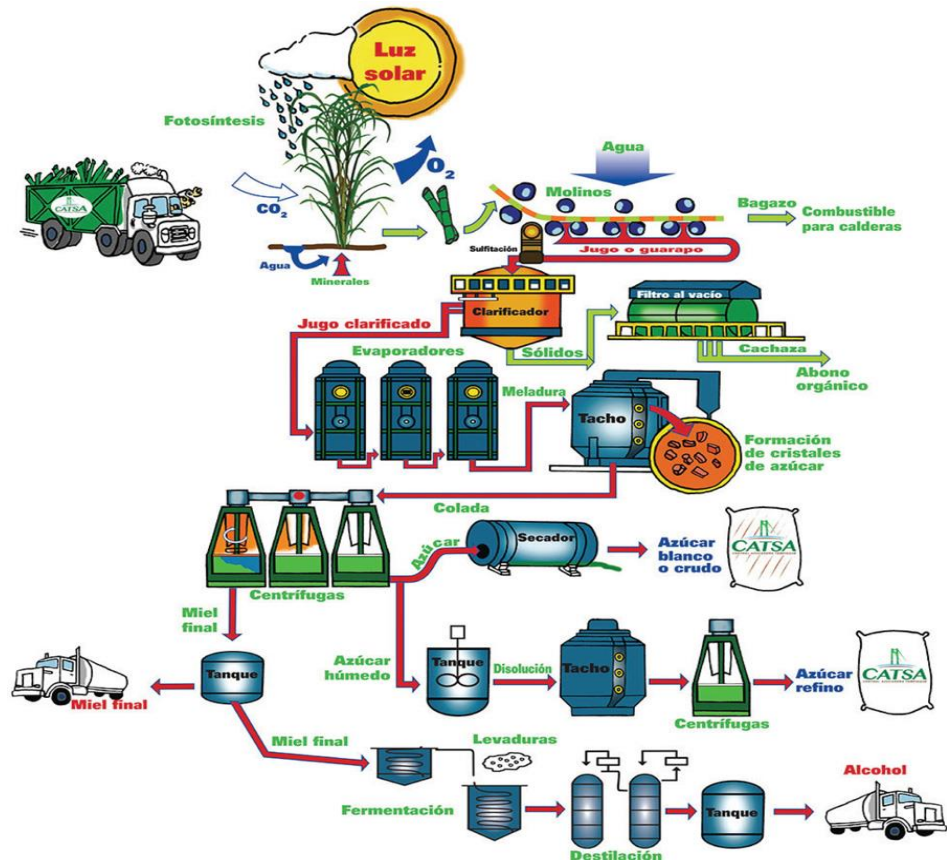 Luz
solar
Fotosíntesis
CATSA
CO2
O2
Agua
Minerales
Agua
Molinos
Bagazo
Combustible
para calderas
Sulfitación
Jugo o guarapo
Clarificador
Filtro al vacío
Jugo clarificado
Sólidos
Cachaza
Abono
orgánico
Evaporadores
Meladura
Tacho
Formación
de cristales
de azúcar
Colada
Centrífugas
Azúcar
Secador
Azúcar
blanco
o crudo
CATSA
Miel
final
Tanque
Miel final
Azúcar
húmedo
Tanque
Disolución
Tacho
Centrífugas
Azúcar
refino
CATSA
Miel final
Levaduras
Fermentación
Destilación
Tanque
Alcohol